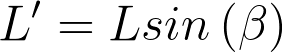 L' = Lsin (β)